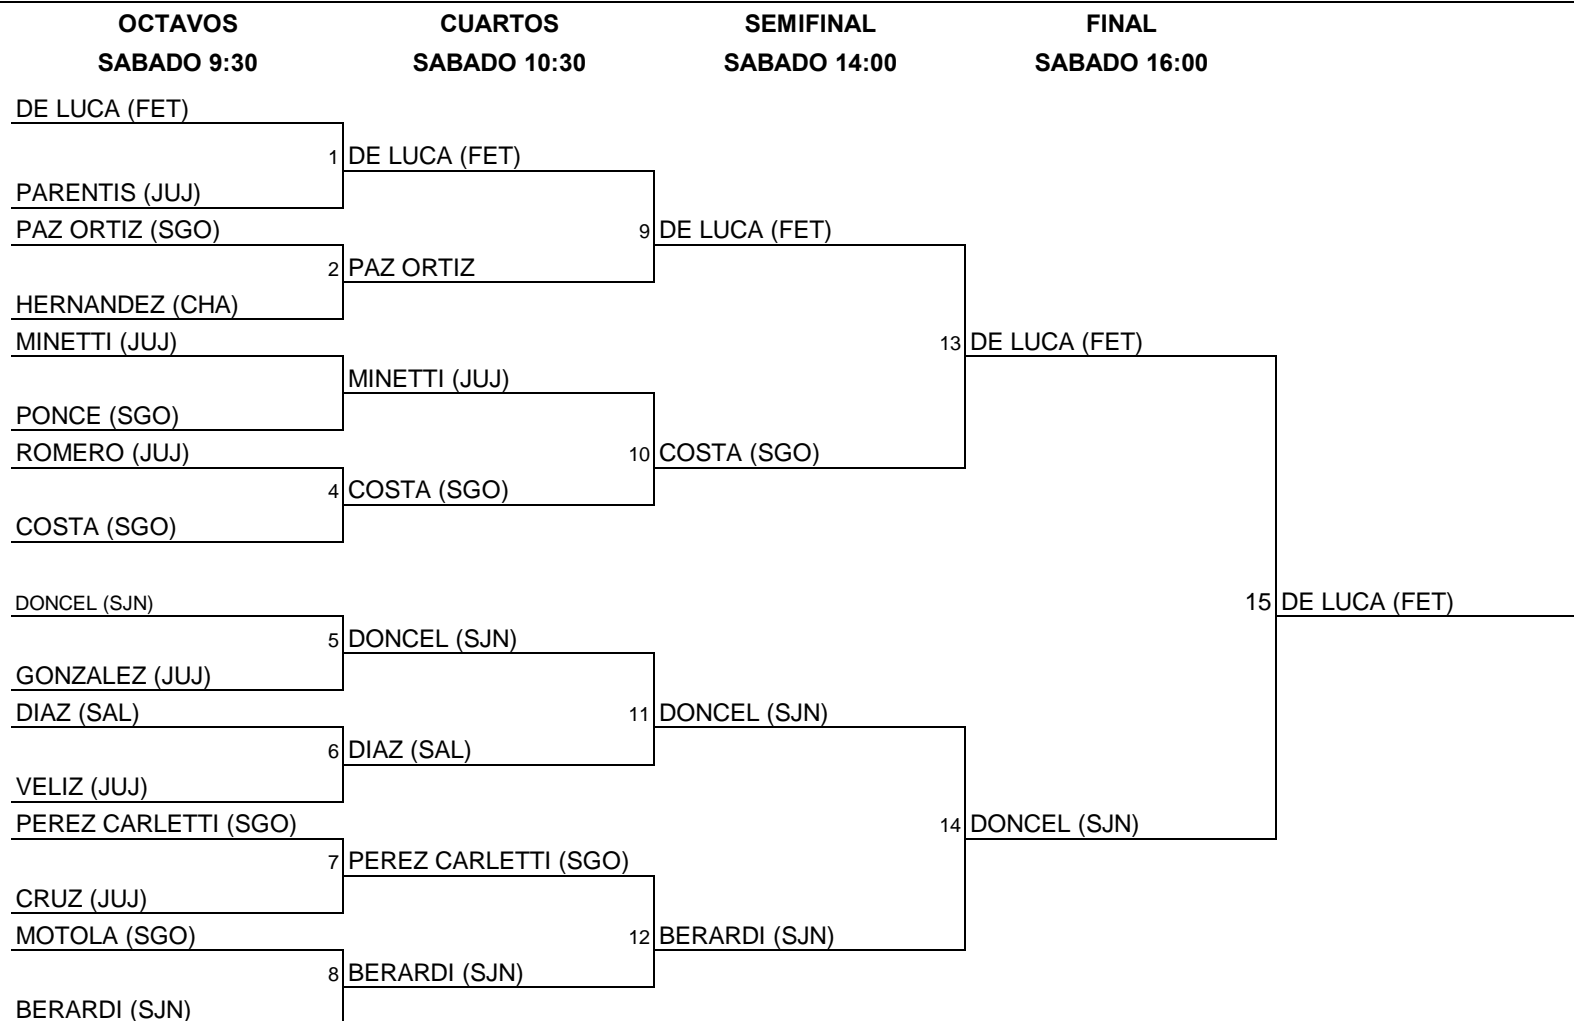 OCTAVOS CUARTOS SEMIFINAL FINAL
SABADO 9:30 SABADO 10:30 SABADO 14:00 SABADO 16:00
DE LUCA (FET)
1 DE LUCA (FET)
PARENTIS (JUJ)
PAZ ORTIZ (SGO) 9 DE LUCA (FET)
2 PAZ ORTIZ
HERNANDEZ (CHA)
MINETTI (JUJ) 13 DE LUCA (FET)
MINETTI (JUJ)
PONCE (SGO)
ROMERO (JUJ) 10 COSTA (SGO)
4 COSTA (SGO)
COSTA (SGO)
DONCEL (SJN) 15 DE LUCA (FET)
5 DONCEL (SJN)
GONZALEZ (JUJ)
DIAZ (SAL) 11 DONCEL (SJN)
6 DIAZ (SAL)
VELIZ (JUJ)
PEREZ CARLETTI (SGO) 14 DONCEL (SJN)
7 PEREZ CARLETTI (SGO)
CRUZ (JUJ)
MOTOLA (SGO) 12 BERARDI (SJN)
8 BERARDI (SJN)
BERARDI (SJN)